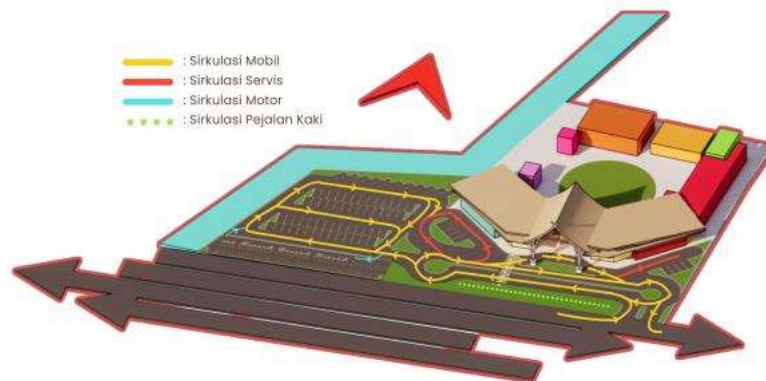 : Sirkulasi Mobil
: Sirkulasi Servis
: Sirkulasi Motor
: Sirkulasi Pejalan Kaki